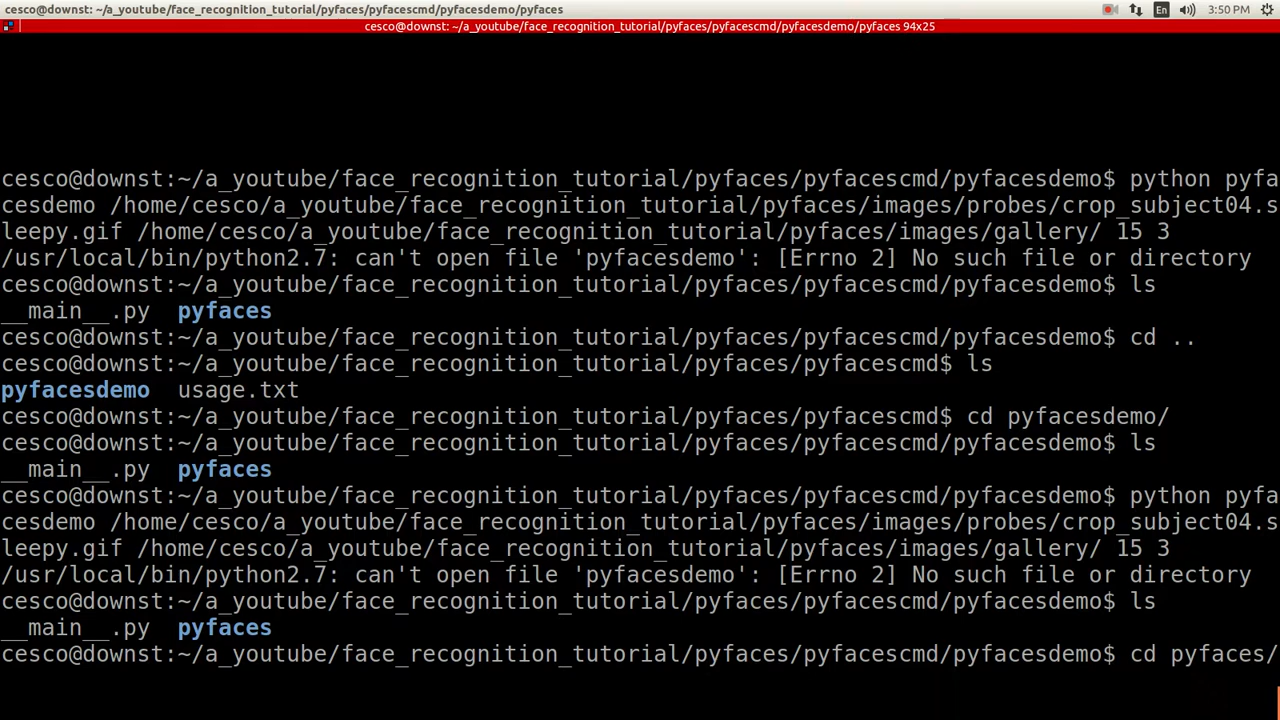 cesco@downst: ~/a_youtube/face_recognition_tutorial/pyfaces/pyfacescmd/pyfacesdemo/pyfaces
En
3:50 PM
cesco@downst: ~/a_youtube/face_recognition_tutorial/pyfaces/pyfacescmd/pyfacesdemo/pyfaces 94x25
cesco@downst:~/a_youtube/face_recognition_tutorial/pyfaces/pyfacescmd/pyfacesdemo$ python pyfa
cesdemo /home/cesco/a_youtube/face_recognition_tutorial/pyfaces/images/probes/crop_subject04.s
leepy.gif /home/cesco/a_youtube/face_recognition_tutorial/pyfaces/images/gallery/ 15 3
/usr/local/bin/python2.7: can't open file 'pyfacesdemo': [Errno 2] No such file or directory
cesco@downst:~/a_youtube/face_recognition_tutorial/pyfaces/pyfacescmd/pyfacesdemo$ ls
__main__.py  pyfaces
cesco@downst:~/a_youtube/face_recognition_tutorial/pyfaces/pyfacescmd/pyfacesdemo$ cd ..
cesco@downst:~/a_youtube/face_recognition_tutorial/pyfaces/pyfacescmd$ ls
pyfacesdemo  usage.txt
cesco@downst:~/a_youtube/face_recognition_tutorial/pyfaces/pyfacescmd$ cd pyfacesdemo/
cesco@downst:~/a_youtube/face_recognition_tutorial/pyfaces/pyfacescmd/pyfacesdemo$ ls
__main__.py  pyfaces
cesco@downst:~/a_youtube/face_recognition_tutorial/pyfaces/pyfacescmd/pyfacesdemo$ python pyfa
cesdemo /home/cesco/a_youtube/face_recognition_tutorial/pyfaces/images/probes/crop_subject04.s
leepy.gif /home/cesco/a_youtube/face_recognition_tutorial/pyfaces/images/gallery/ 15 3
/usr/local/bin/python2.7: can't open file 'pyfacesdemo': [Errno 2] No such file or directory
cesco@downst:~/a_youtube/face_recognition_tutorial/pyfaces/pyfacescmd/pyfacesdemo$ ls
__main__.py  pyfaces
cesco@downst:~/a_youtube/face_recognition_tutorial/pyfaces/pyfacescmd/pyfacesdemo$ cd pyfaces/